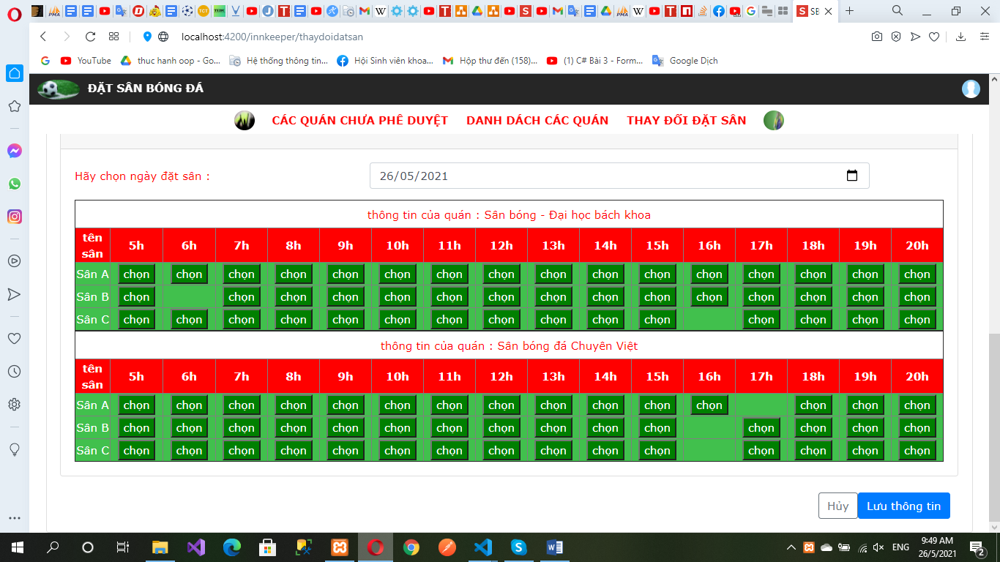 SE
localhost:4200/innkeeper/thaydoidatsan
YouTube thuc hanh oop - Go... Hệ thống thông tin... Hội Sinh viên khoa... Hộp thư đến (158)... (1) C# Bài 3 - Form... Google Dịch
ĐẶT SÂN BÓNG ĐÁ
CÁC QUÁN CHƯA PHÊ DUYỆT DANH DÁCH CÁC QUÁN THAY ĐỔI ĐẶT SÂN
Hãy chọn ngày đặt sân : 26/05/2021
thông tin của quán : Sân bóng - Đại học bách khoa
tên sân 5h 6h 7h 8h 9h 10h 11h 12h 13h 14h 15h 16h 17h 18h 19h 20h
Sân A chọn chọn chọn chọn chọn chọn chọn chọn chọn chọn chọn chọn chọn chọn chọn chọn
Sân B chọn chọn chọn chọn chọn chọn chọn chọn chọn chọn chọn chọn chọn chọn chọn
Sân C chọn chọn chọn chọn chọn chọn chọn chọn chọn chọn chọn chọn chọn chọn chọn
thông tin của quán : Sân bóng đá Chuyên Việt
tên sân 5h 6h 7h 8h 9h 10h 11h 12h 13h 14h 15h 16h 17h 18h 19h 20h
Sân A chọn chọn chọn chọn chọn chọn chọn chọn chọn chọn chọn chọn chọn chọn chọn
Sân B chọn chọn chọn chọn chọn chọn chọn chọn chọn chọn chọn chọn chọn chọn chọn
Sân C chọn chọn chọn chọn chọn chọn chọn chọn chọn chọn chọn chọn chọn chọn chọn
Hủy Lưu thông tin
ENG
9:49 AM
26/5/2021
2